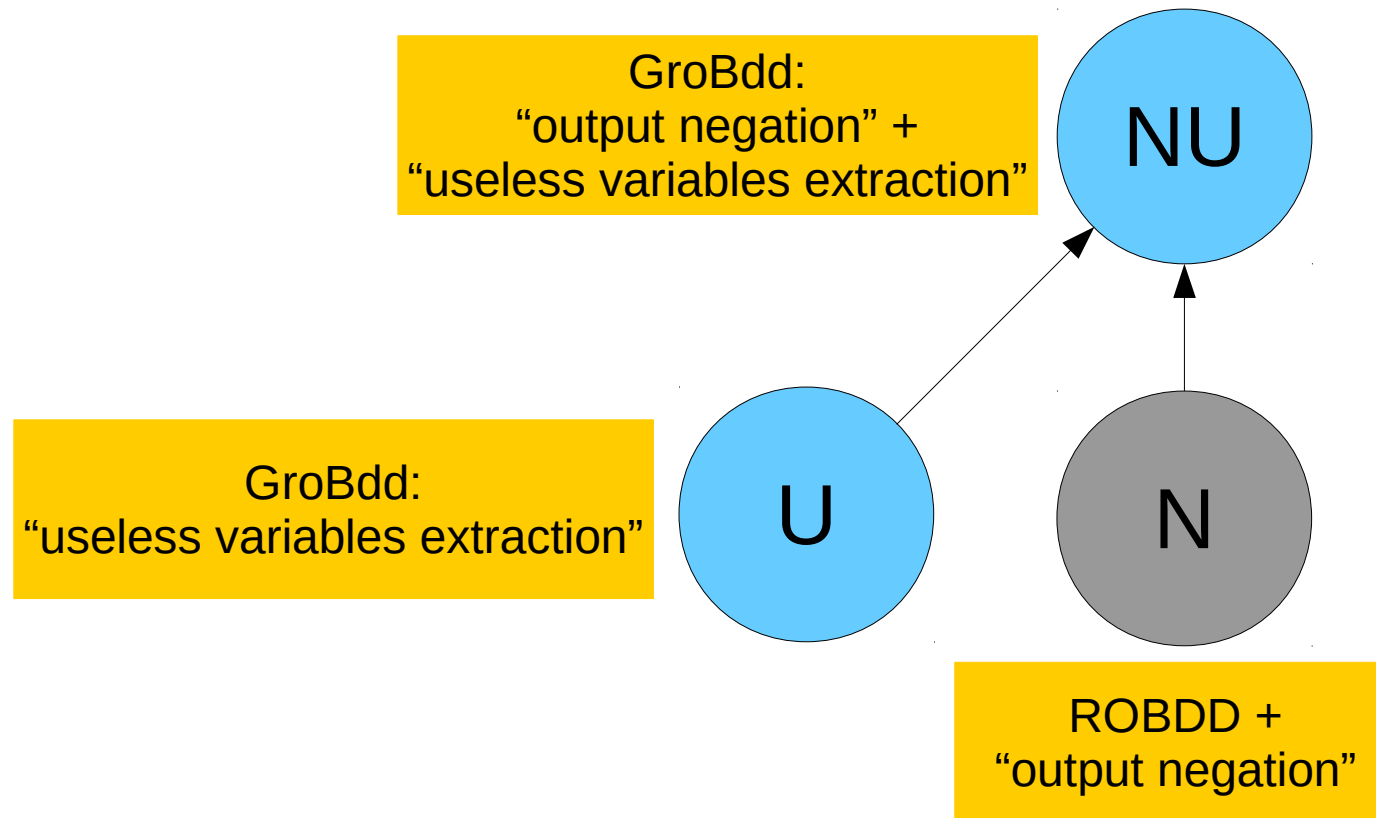 GroBdd:
“output negation” +
“useless variables extraction”
NU
GroBdd:
“useless variables extraction”
U
N
ROBDD +
“output negation”